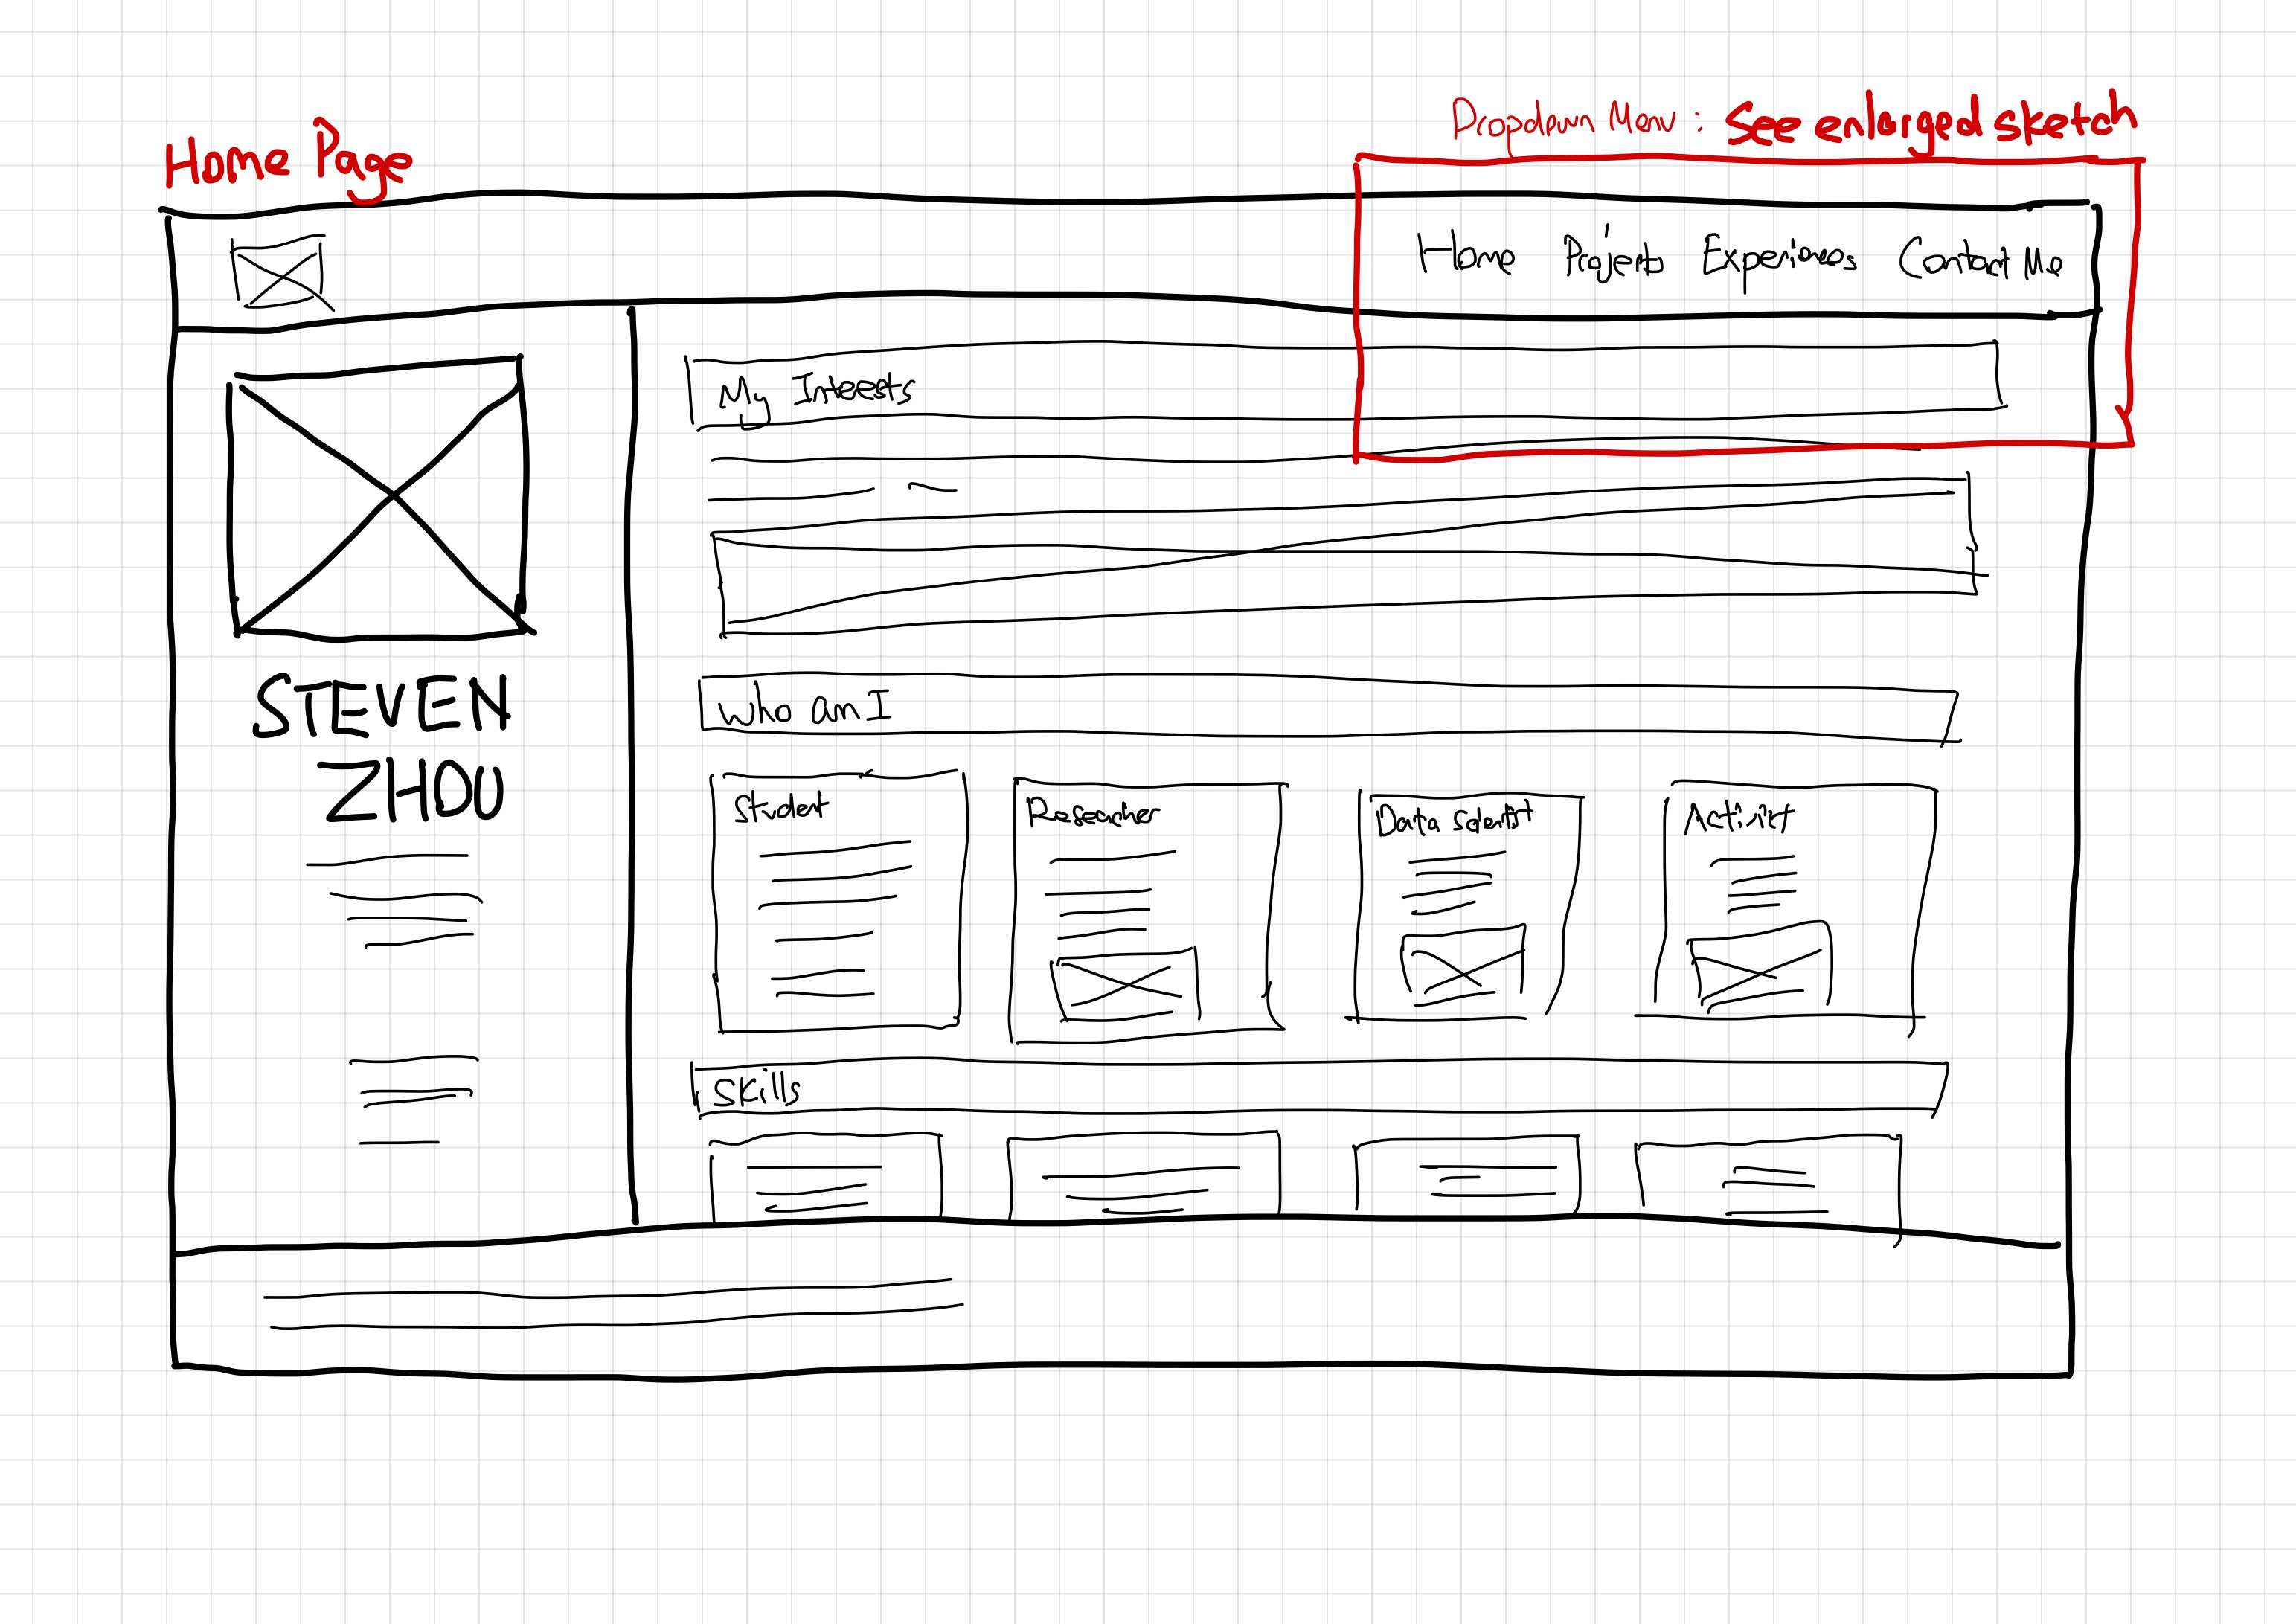 Home Page
Dropdown Menu : See enlarged sketch
Home Projects Experiences Contact Me
My Interests
STEVEN
ZHOU
Who am I
Student
Researcher
Data Scientist
Activist
Skills